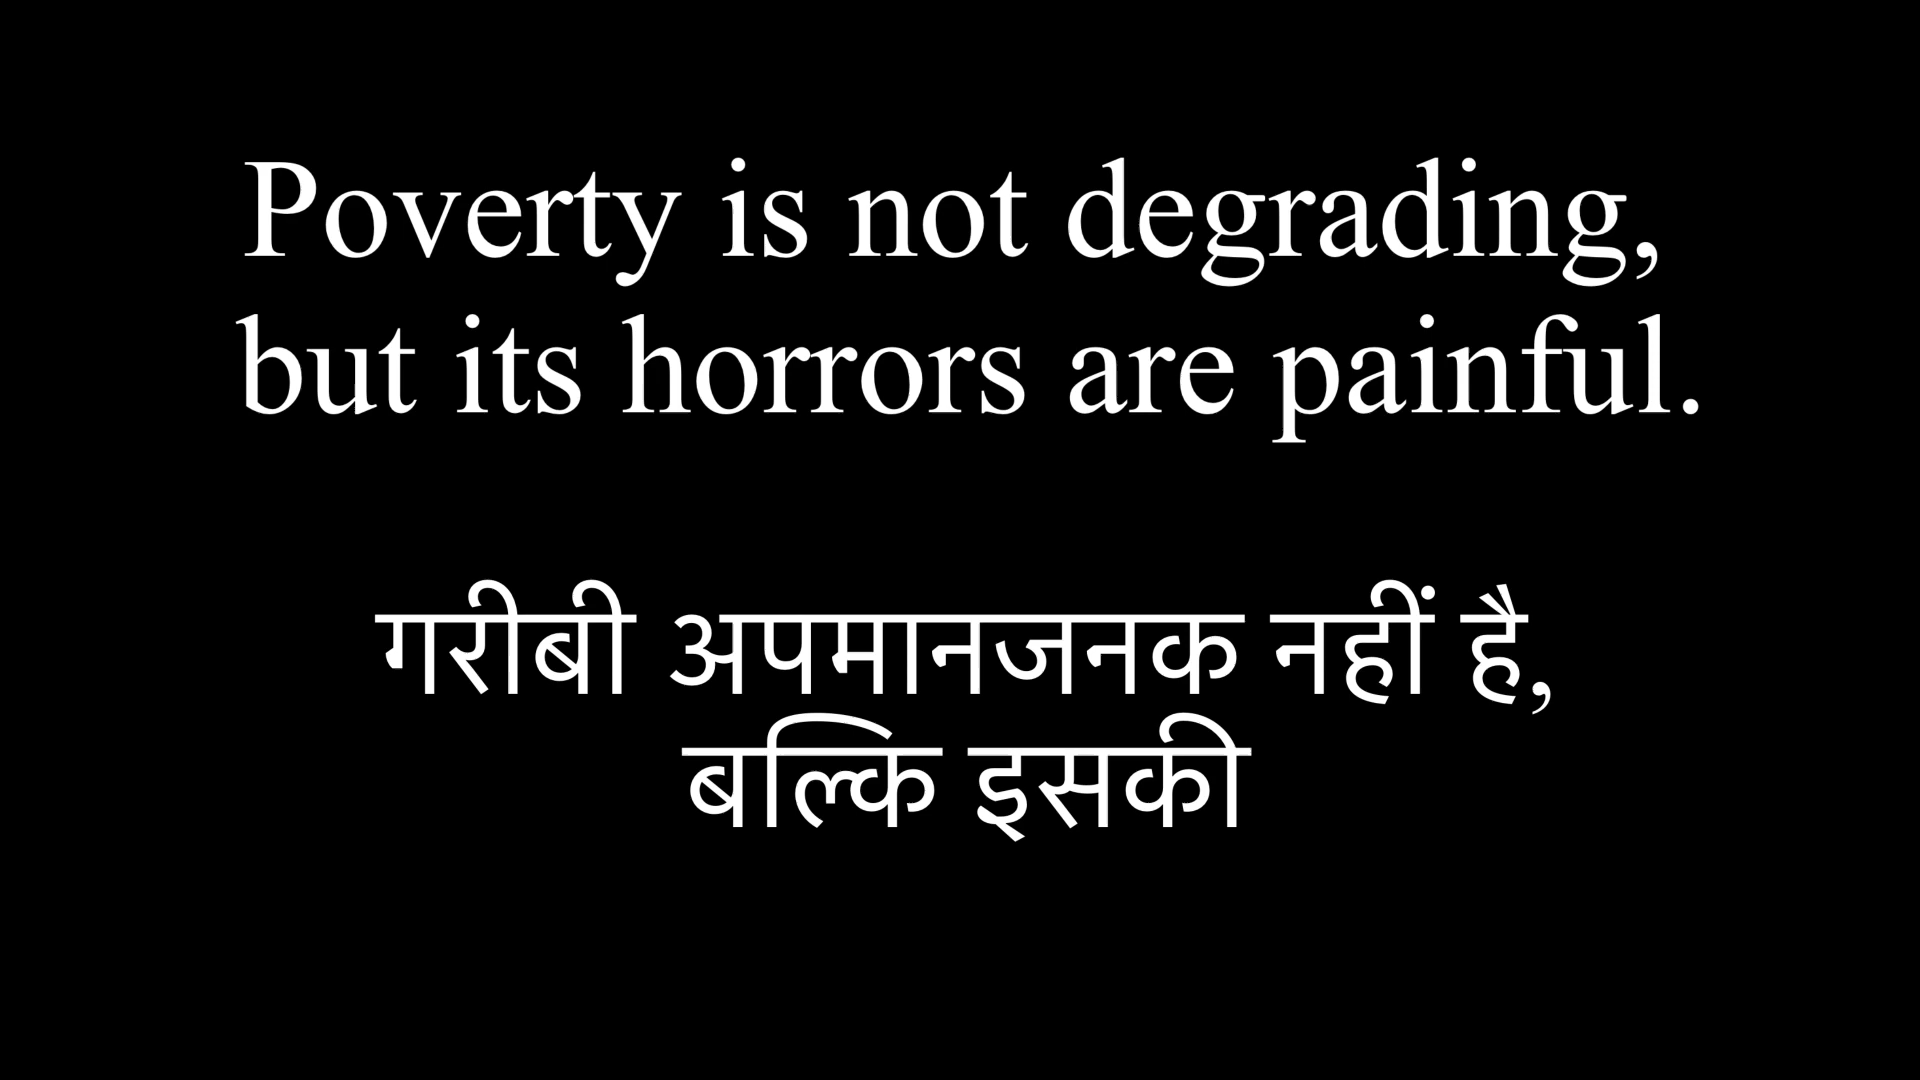 Poverty is not degrading,
but its horrors are painful.
गरीबी अपमानजनक नहीं है,
बल्कि इसकी